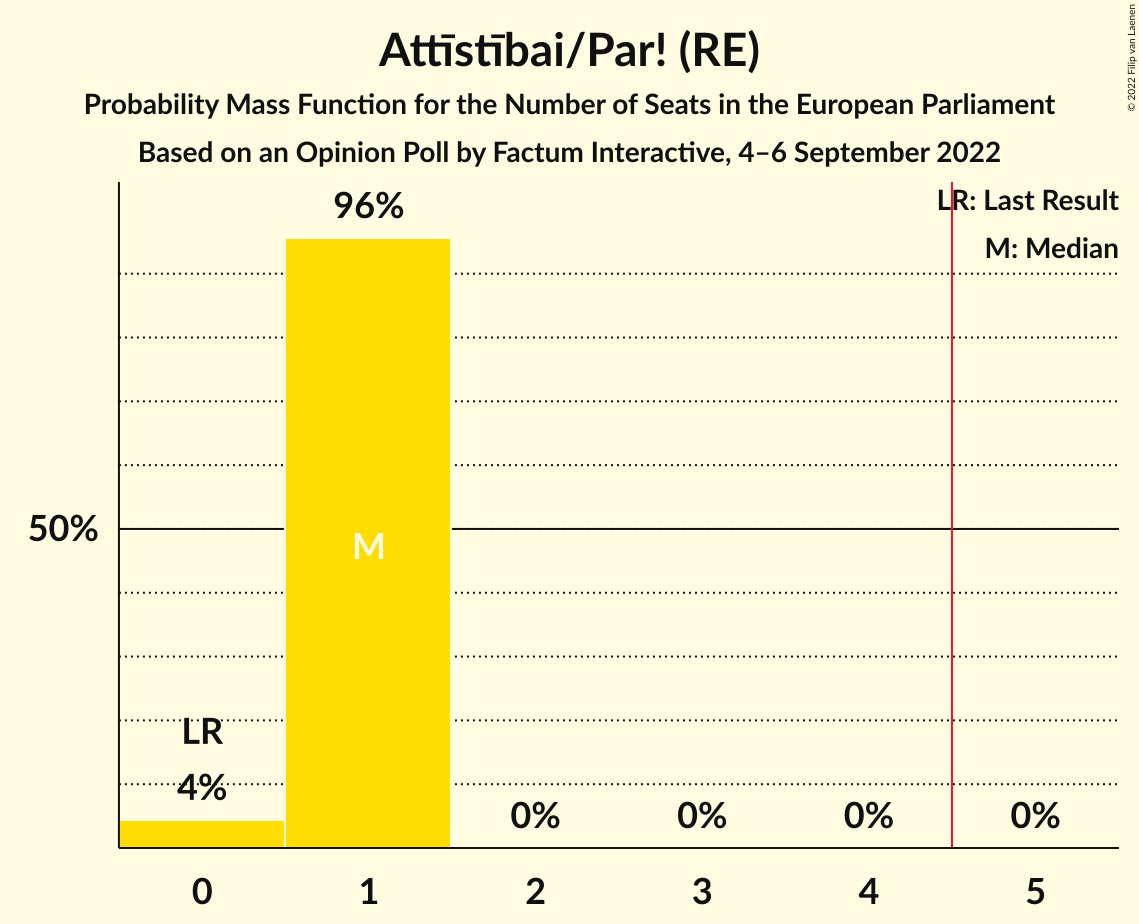 Attīstībai/Par! (RE)
Probability Mass Function for the Number of Seats in the European Parliament
Based on an Opinion Poll by Factum Interactive, 4–6 September 2022
© 2022 Filip van Laenen
LR: Last Result
M: Median
96%
50%
M
LR
4%
0%
0%
0%
0%
0
1
2
3
4
5